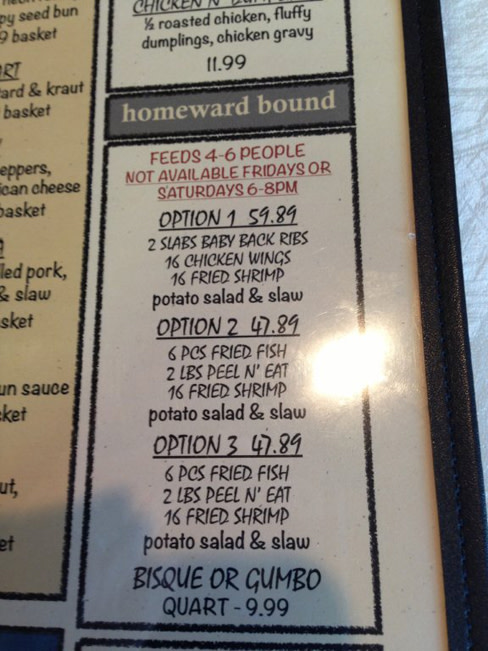 py seed bun
9 basket
ard & kraut
basket
eppers,
ican cheese
basket
led pork,
& slaw
sket
un sauce
ket
ut,
et
CHICKEN N'
½ roasted chicken, fluffy
dumplings, chicken gravy
11.99
homeward bound
FEEDS 4-6 PEOPLE
NOT AVAILABLE FRIDAYS OR
SATURDAYS 6-8PM
OPTION 1 59.89
2 SLABS BABY BACK RIBS
16 CHICKEN WINGS
16 FRIED SHRIMP
potato salad & slaw
OPTION 2 47.89
6 PCS FRIED FISH
2 LBS PEEL N' EAT
16 FRIED SHRIMP
potato salad & slaw
OPTION 3 47.89
6 PCS FRIED FISH
2 LBS PEEL N' EAT
16 FRIED SHRIMP
potato salad & slaw
BISQUE OR GUMBO
QUART - 9.99